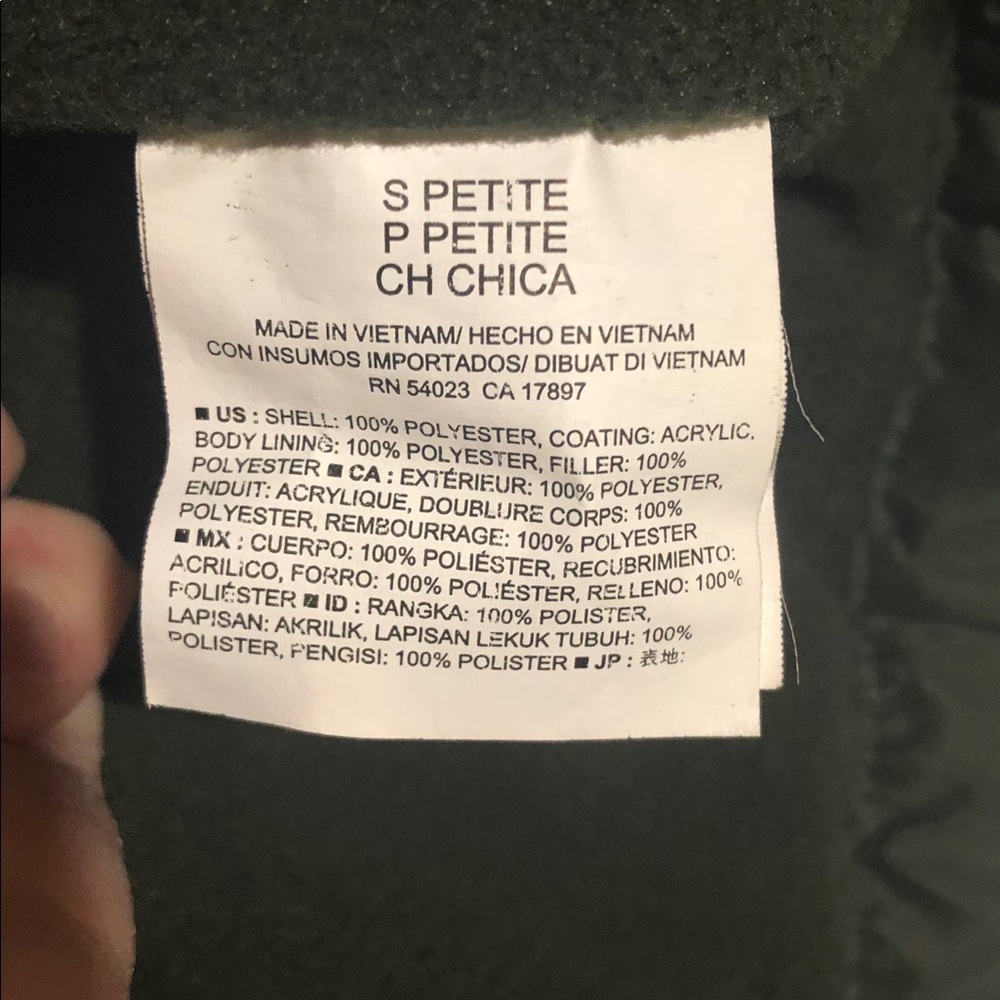 S PETITE
P PETITE
CH CHICA
MADE IN VIETNAM/ HECHO EN VIETNAM
CON INSUMOS IMPORTADOS/ DIBUAT DI VIETNAM
RN 54023 CA 17897
■ US : SHELL: 100% POLYESTER, COATING: ACRYLIC,
BODY LINING: 100% POLYESTER, FILLER: 100%
POLYESTER ■ CA : EXTÉRIEUR: 100% POLYESTER,
ENDUIT: ACRYLIQUE, DOUBLURE CORPS: 100%
POLYESTER, REMBOURRAGE: 100% POLYESTER
■ MX : CUERPO: 100% POLIÉSTER, RECUBRIMIENTO:
ACRILICO, FORRO: 100% POLIÉSTER, RELLENO: 100%
POLIÉSTER ■ ID : RANGKA: 100% POLISTER,
LAPISAN: AKRILIK, LAPISAN LEKUK TUBUH: 100%
POLISTER, PENGISI: 100% POLISTER ■ JP : 表地: